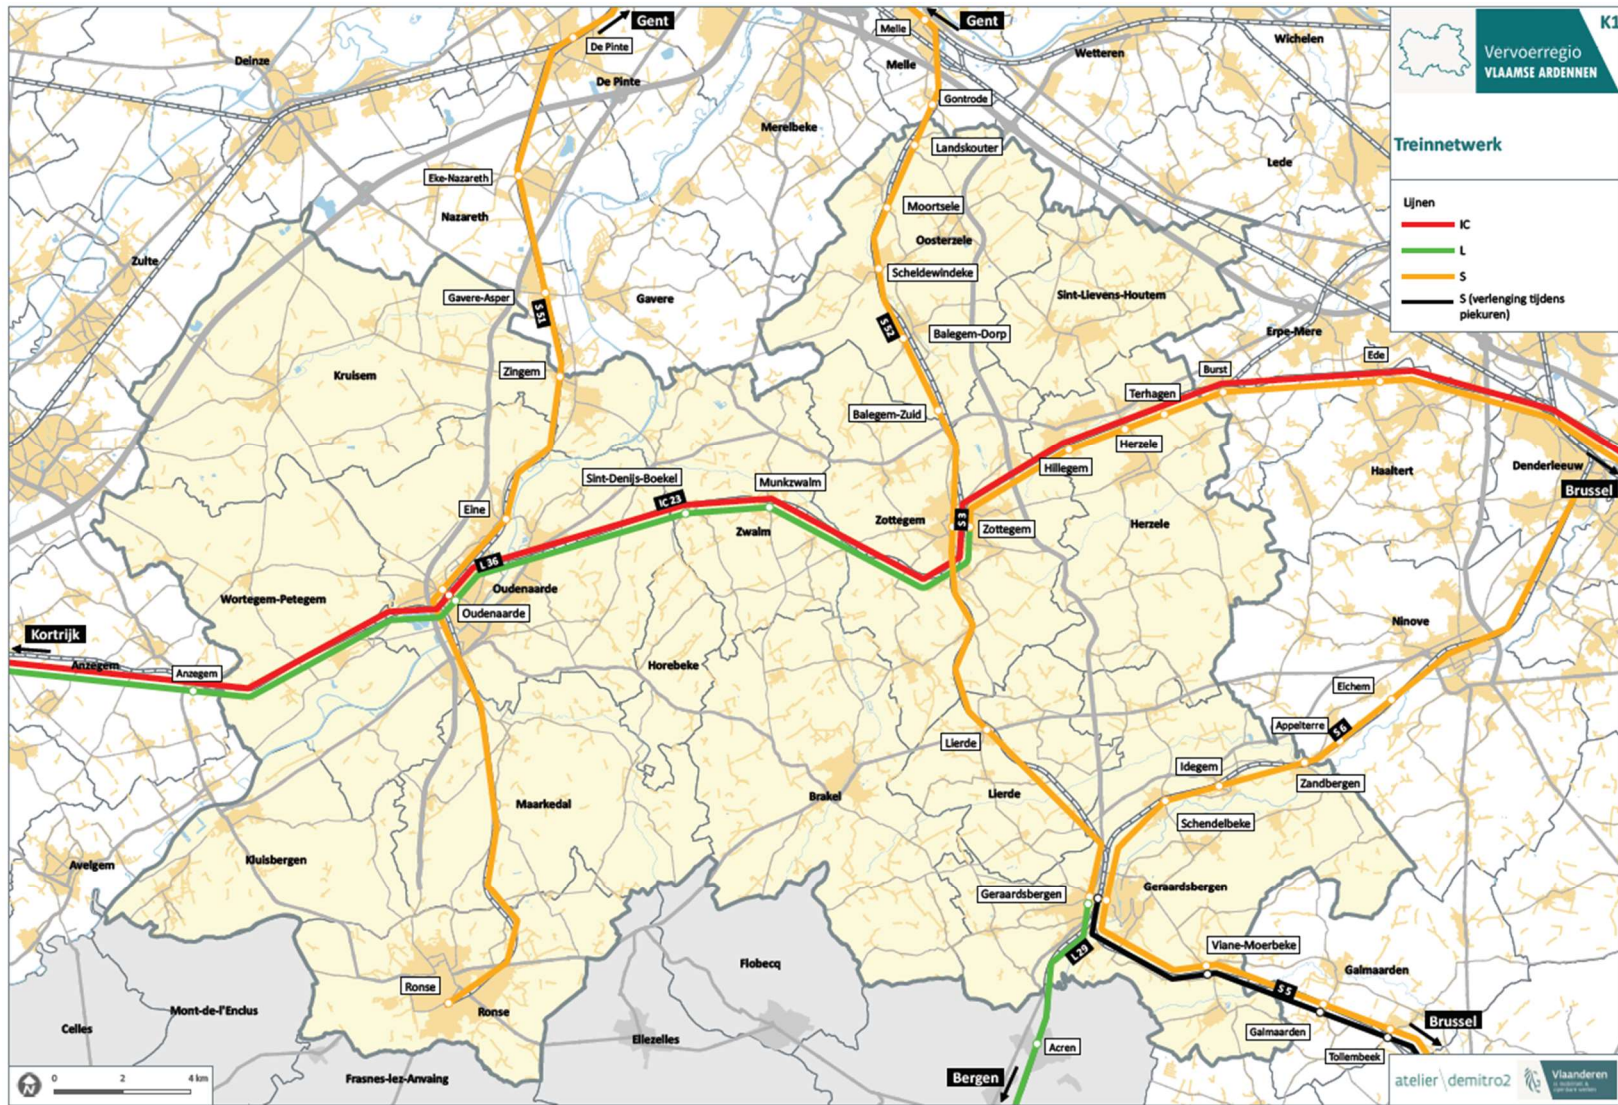 K1
Vervoerregio
VLAAMSE ARDENNEN
Treinnetwerk
Lijnen
IC
L
S
S (verlenging tijdens
piekuren)
Gent
De Pinte
De Pinte
Deinze
Melle
Gent
Melle
Wetteren
Wichelen
Gontrode
Merelbeke
Landskouter
Lede
Eke-Nazareth
Nazareth
Moortsele
Oosterzele
Zulte
Scheldewindeke
Gavere-Asper
Gavere
Sint-Lievens-Houtem
S 51
S 52
Balegem-Dorp
Erpe-Mere
Ede
Burst
Zingem
Kruisem
Terhagen
Balegem-Zuid
Herzele
Hillegem
Haaltert
Denderleeuw
Brussel
Sint-Denijs-Boekel
Munkzwalm
IC 23
Eine
Zwalm
Zottegem
S 3
Zottegem
Herzele
L 36
Oudenaarde
Wortegem-Petegem
Oudenaarde
Ninove
Kortrijk
Anzegem
Anzegem
Horebeke
Eichem
Appelterre
S 6
Lierde
Idegem
Zandbergen
Maarkedal
Brakel
Lierde
Schendelbeke
Kluisbergen
Avelgem
Geraardsbergen
Geraardsbergen
L 29
Viane-Moerbeke
Galmaarden
Flobecq
Ronse
Ronse
S 5
Mont-de-l'Enclus
Celles
Ellezelles
Galmaarden
Brussel
Tollembeek
Acren
Frasnes-lez-Anvaing
Bergen
0 2 4 km
atelier\demitro2
Vlaanderen